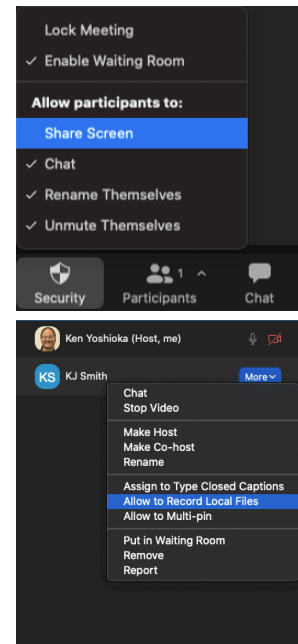 Lock Meeting
✓ Enable Waiting Room
Allow participants to:
Share Screen
✓ Chat
✓ Rename Themselves
✓ Unmute Themselves
1
Security Participants Chat
Ken Yoshioka (Host, me)
KS KJ Smith More
Chat
Stop Video
Make Host
Make Co-host
Rename
Assign to Type Closed Captions
Allow to Record Local Files
Allow to Multi-pin
Put in Waiting Room
Remove
Report